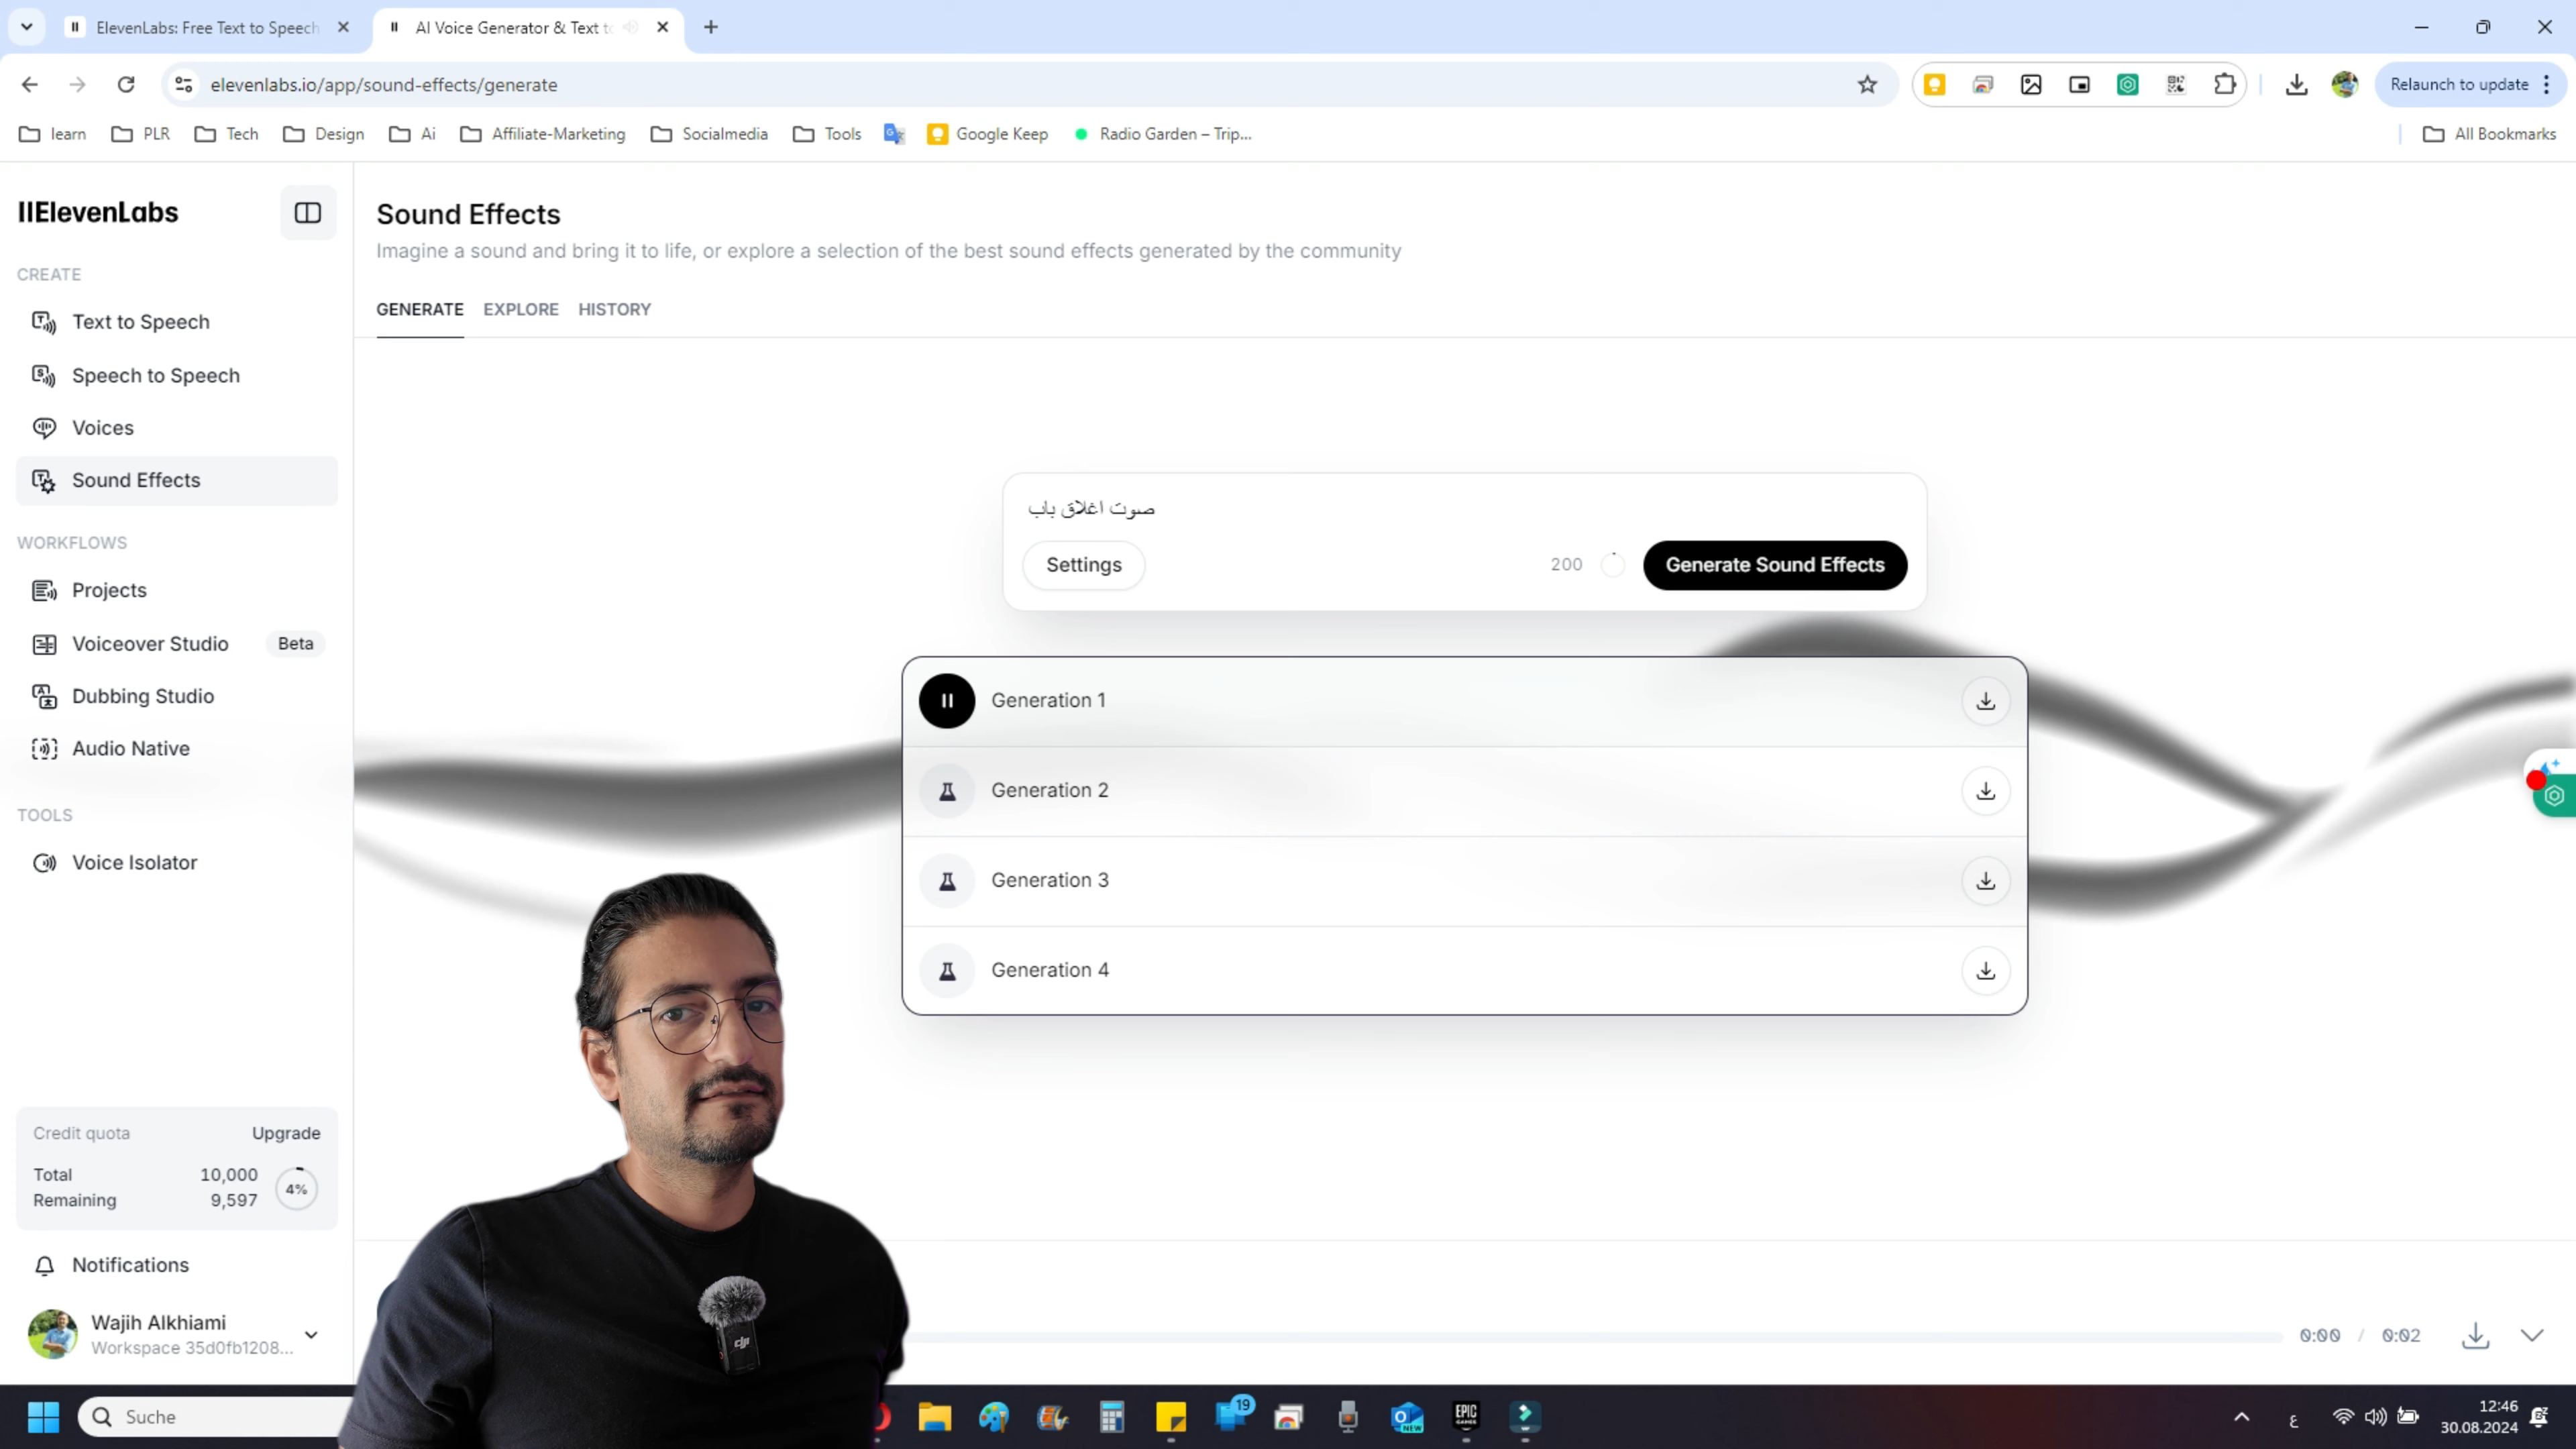 ElevenLabs: Free Text to Speech
AI Voice Generator & Text to
elevenlabs.io/app/sound-effects/generate
Relaunch to update
learn
PLR
Tech
Design
Ai
Affiliate-Marketing
Socialmedia
Tools
Google Keep
Radio Garden – Trip...
All Bookmarks
IIElevenLabs
CREATE
Text to Speech
Speech to Speech
Voices
Sound Effects
WORKFLOWS
Projects
Voiceover Studio Beta
Dubbing Studio
Audio Native
TOOLS
Voice Isolator
Credit quota Upgrade
Total 10,000
Remaining 9,597
4%
Notifications
Wajih Alkhiami
Workspace 35d0fb1208...
Sound Effects
Imagine a sound and bring it to life, or explore a selection of the best sound effects generated by the community
GENERATE EXPLORE HISTORY
صوت اغلاق باب
Settings 200 Generate Sound Effects
Generation 1
Generation 2
Generation 3
Generation 4
0:00 / 0:02
dji
Suche
19
NEW
EPIC GAMES
ع
12:46
30.08.2024